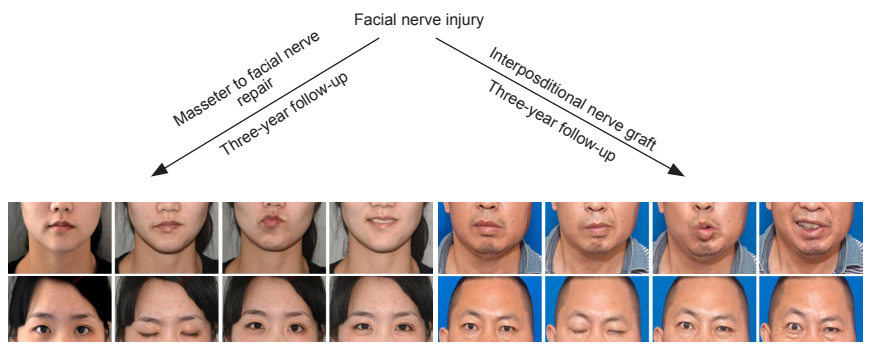 Facial nerve injury
Masseter to facial nerve
repair
Three-year follow-up
Interposditional nerve graft
Three-year follow-up